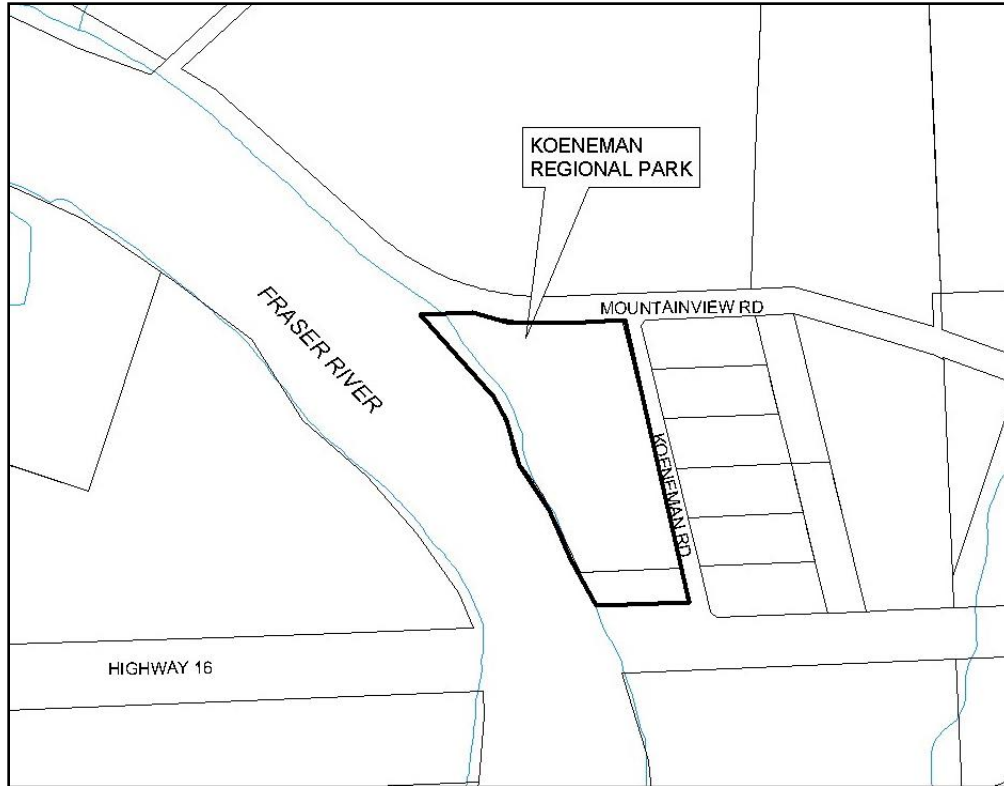 KOENEMAN
REGIONAL PARK
MOUNTAINVIEW RD
FRASER RIVER
KOENEMAN RD
HIGHWAY 16